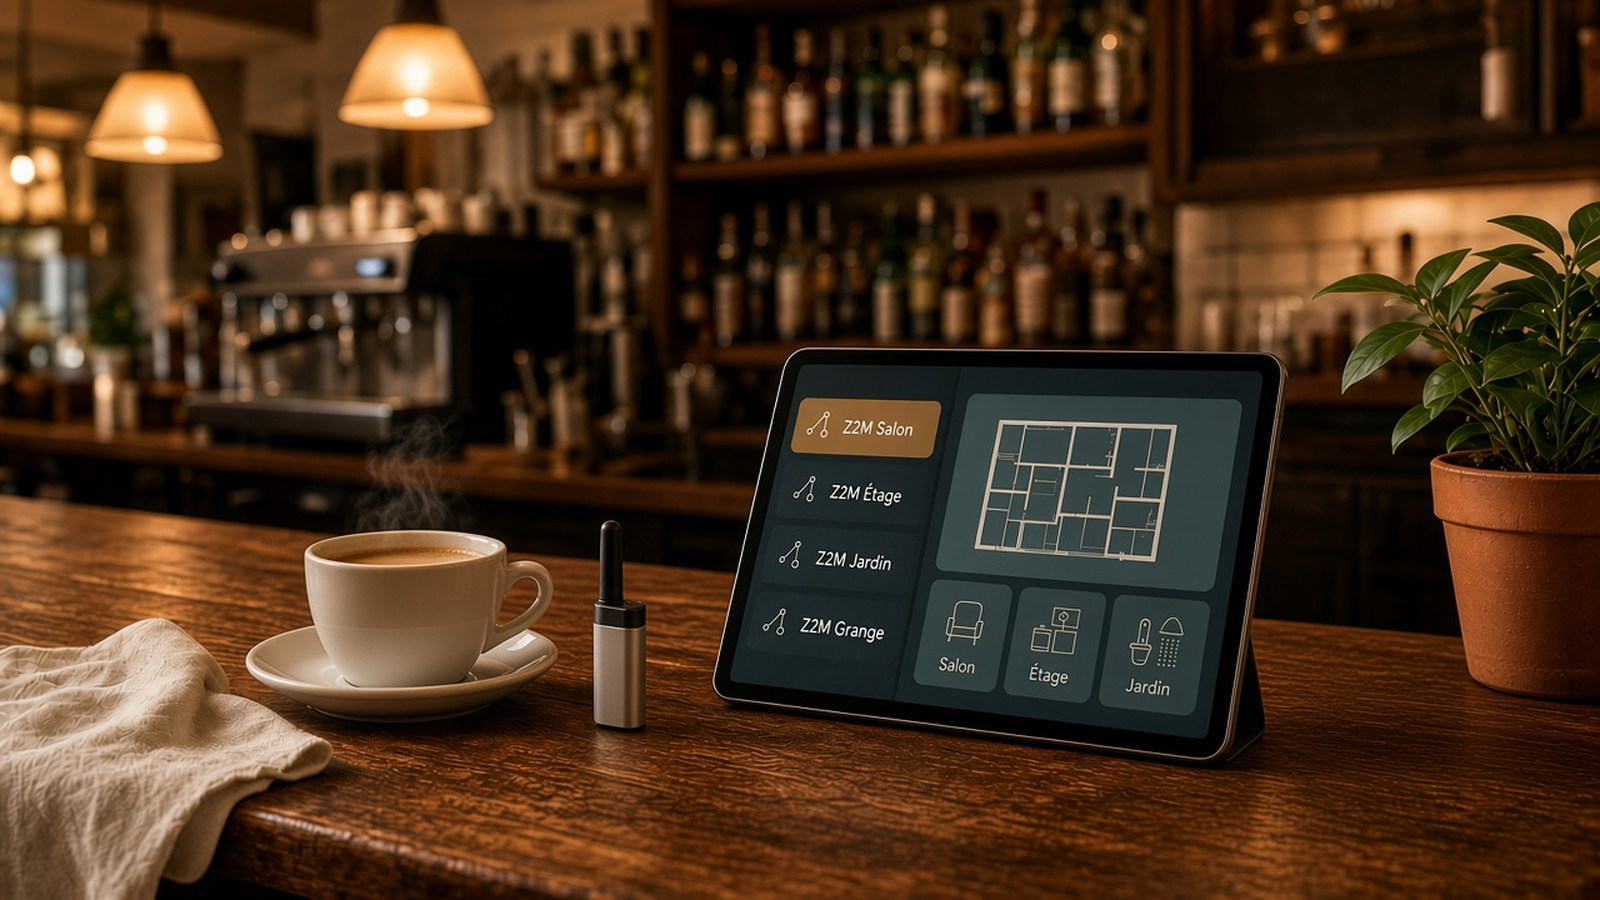 Z2M Salon
Z2M Étage
Z2M Jardin
Z2M Grange
Salon
Étage
Jardin